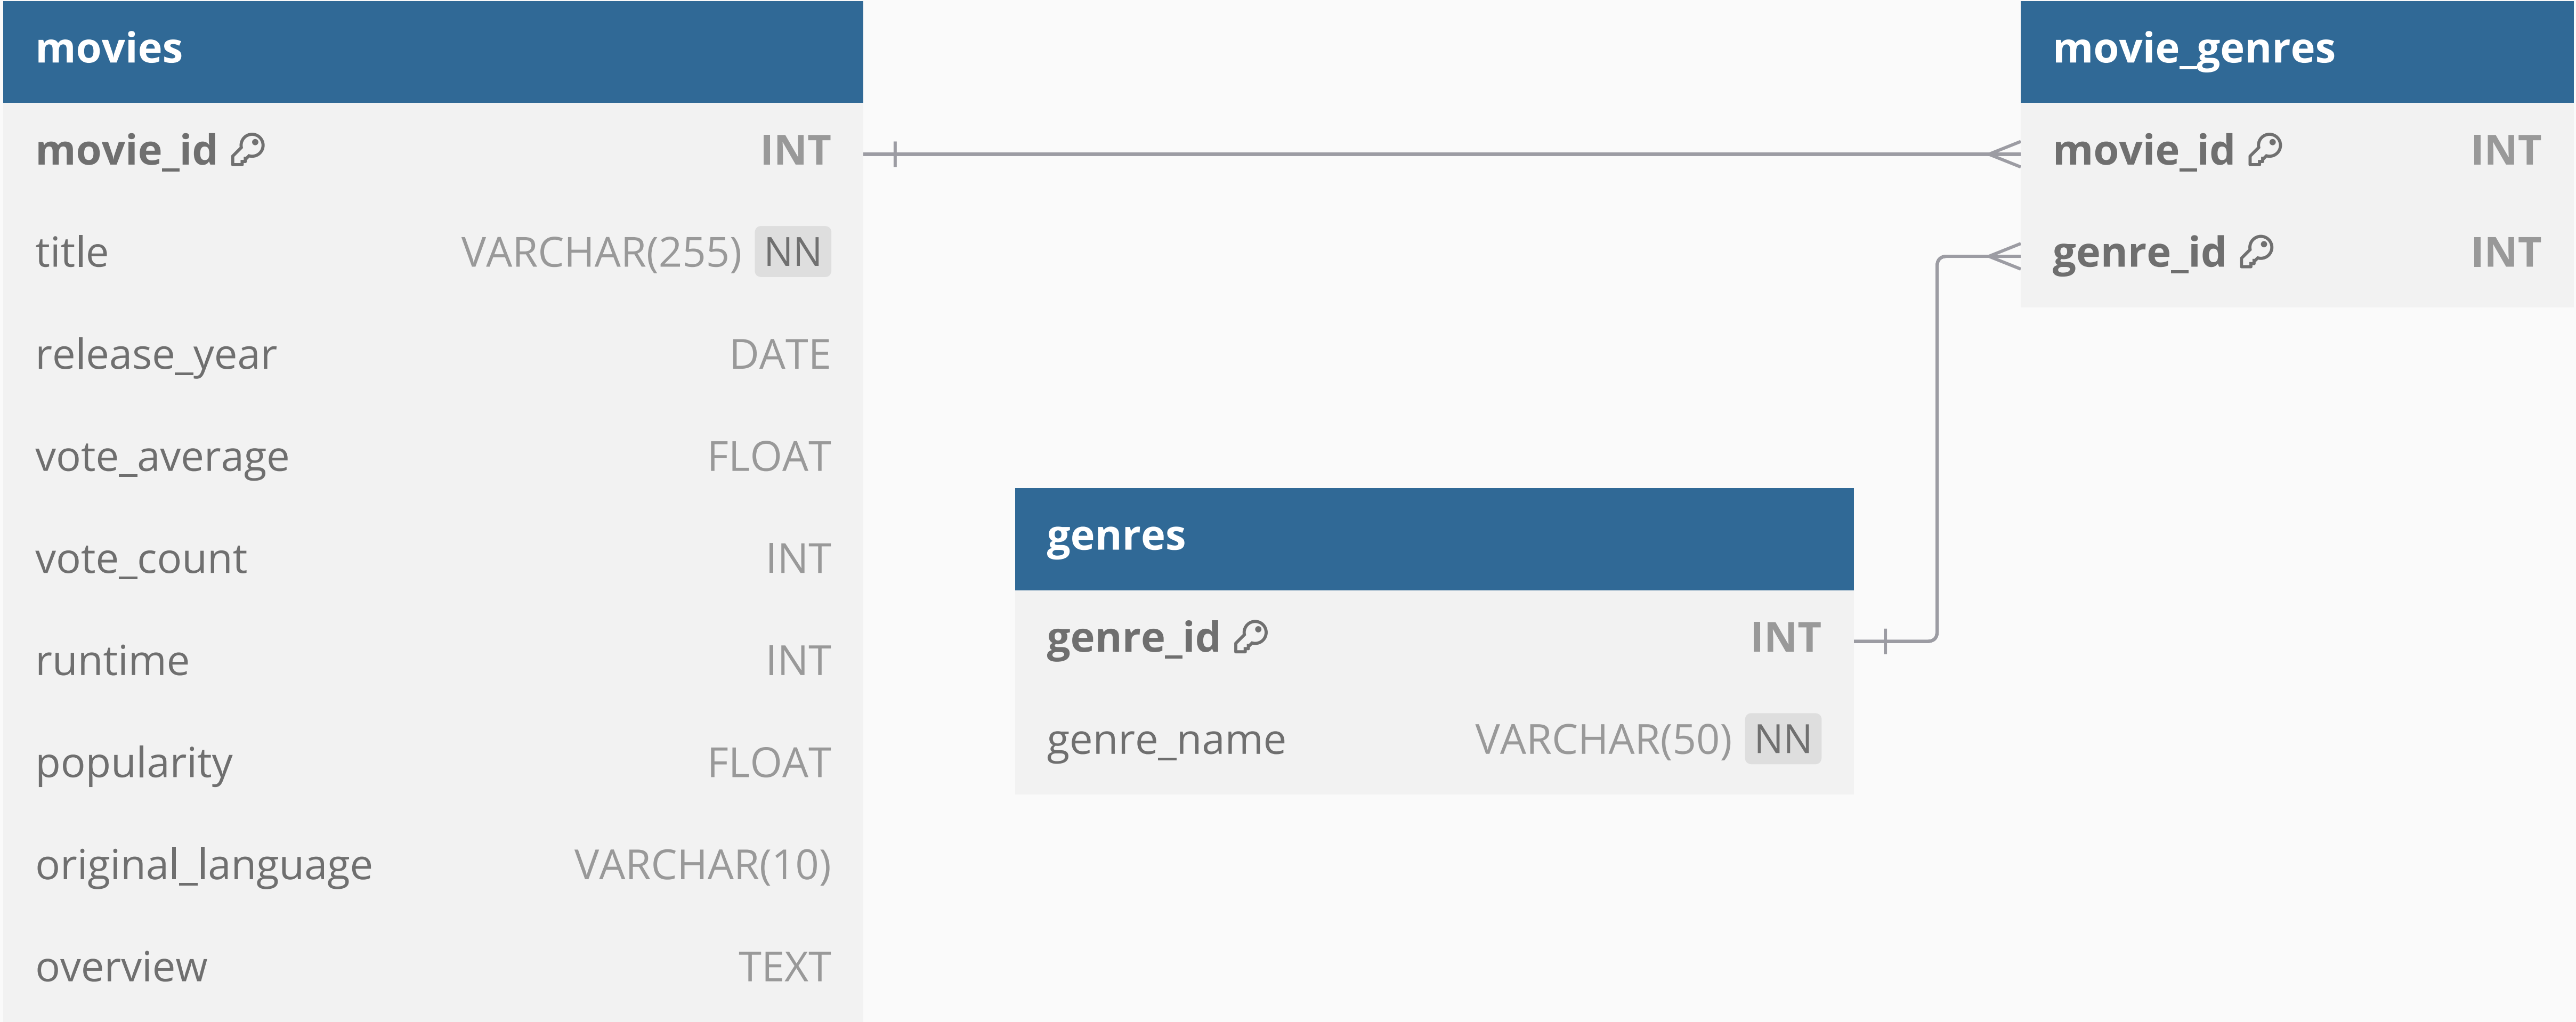 movies
movie_id INT
title VARCHAR(255) NN
release_year DATE
vote_average FLOAT
vote_count INT
runtime INT
popularity FLOAT
original_language VARCHAR(10)
overview TEXT
genres
genre_id INT
genre_name VARCHAR(50) NN
movie_genres
movie_id INT
genre_id INT